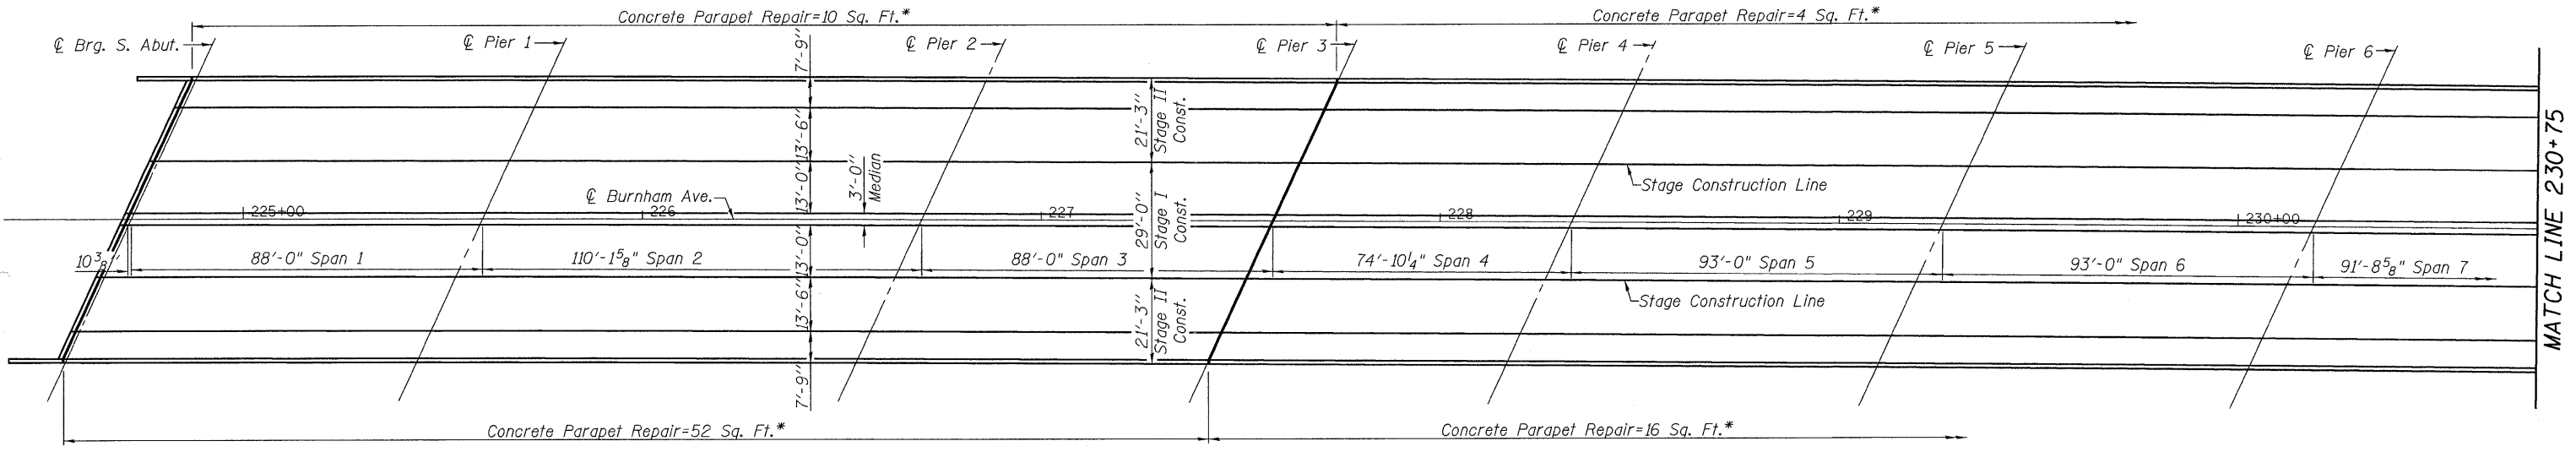 Concrete Parapet Repair=10 Sq. Ft.*
Concrete Parapet Repair=4 Sq. Ft.*
℄ Brg. S. Abut.
℄ Pier 1
℄ Pier 2
℄ Pier 3
℄ Pier 4
℄ Pier 5
℄ Pier 6
7'-9"
13'-6"
13'-0"
3'-0"
Median
21'-3"
Stage II
Const.
Stage Construction Line
℄ Burnham Ave.
225+00
226
227
228
229
230+00
29'-0"
Stage I
Const.
10 3/8
88'-0" Span 1
110'-1 5/8" Span 2
88'-0" Span 3
74'-10 1/4" Span 4
93'-0" Span 5
93'-0" Span 6
91'-8 5/8" Span 7
13'-0"
13'-6"
7'-9"
21'-3"
Stage II
Const.
Stage Construction Line
MATCH LINE 230+75
Concrete Parapet Repair=52 Sq. Ft.*
Concrete Parapet Repair=16 Sq. Ft.*